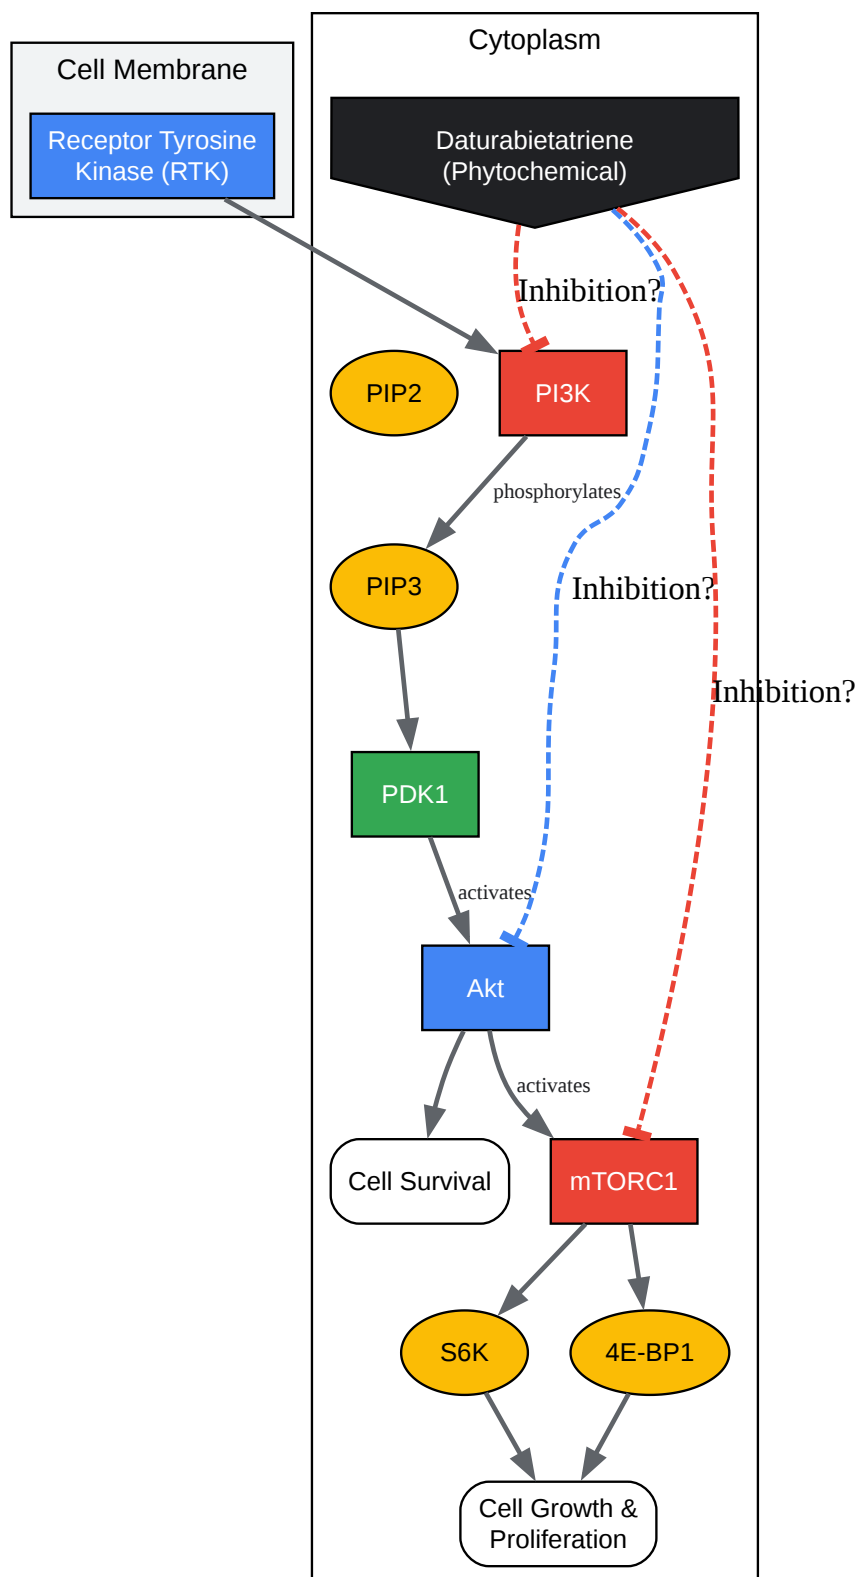 Cytoplasm
Cell Membrane
Receptor Tyrosine
Kinase (RTK)
Daturabietatriene
(Phytochemical)
Inhibition?
PIP2
PI3K
phosphorylates
PIP3
Inhibition?
Inhibition?
PDK1
activates
Akt
activates
Cell Survival
mTORC1
S6K
4E-BP1
Cell Growth &
Proliferation